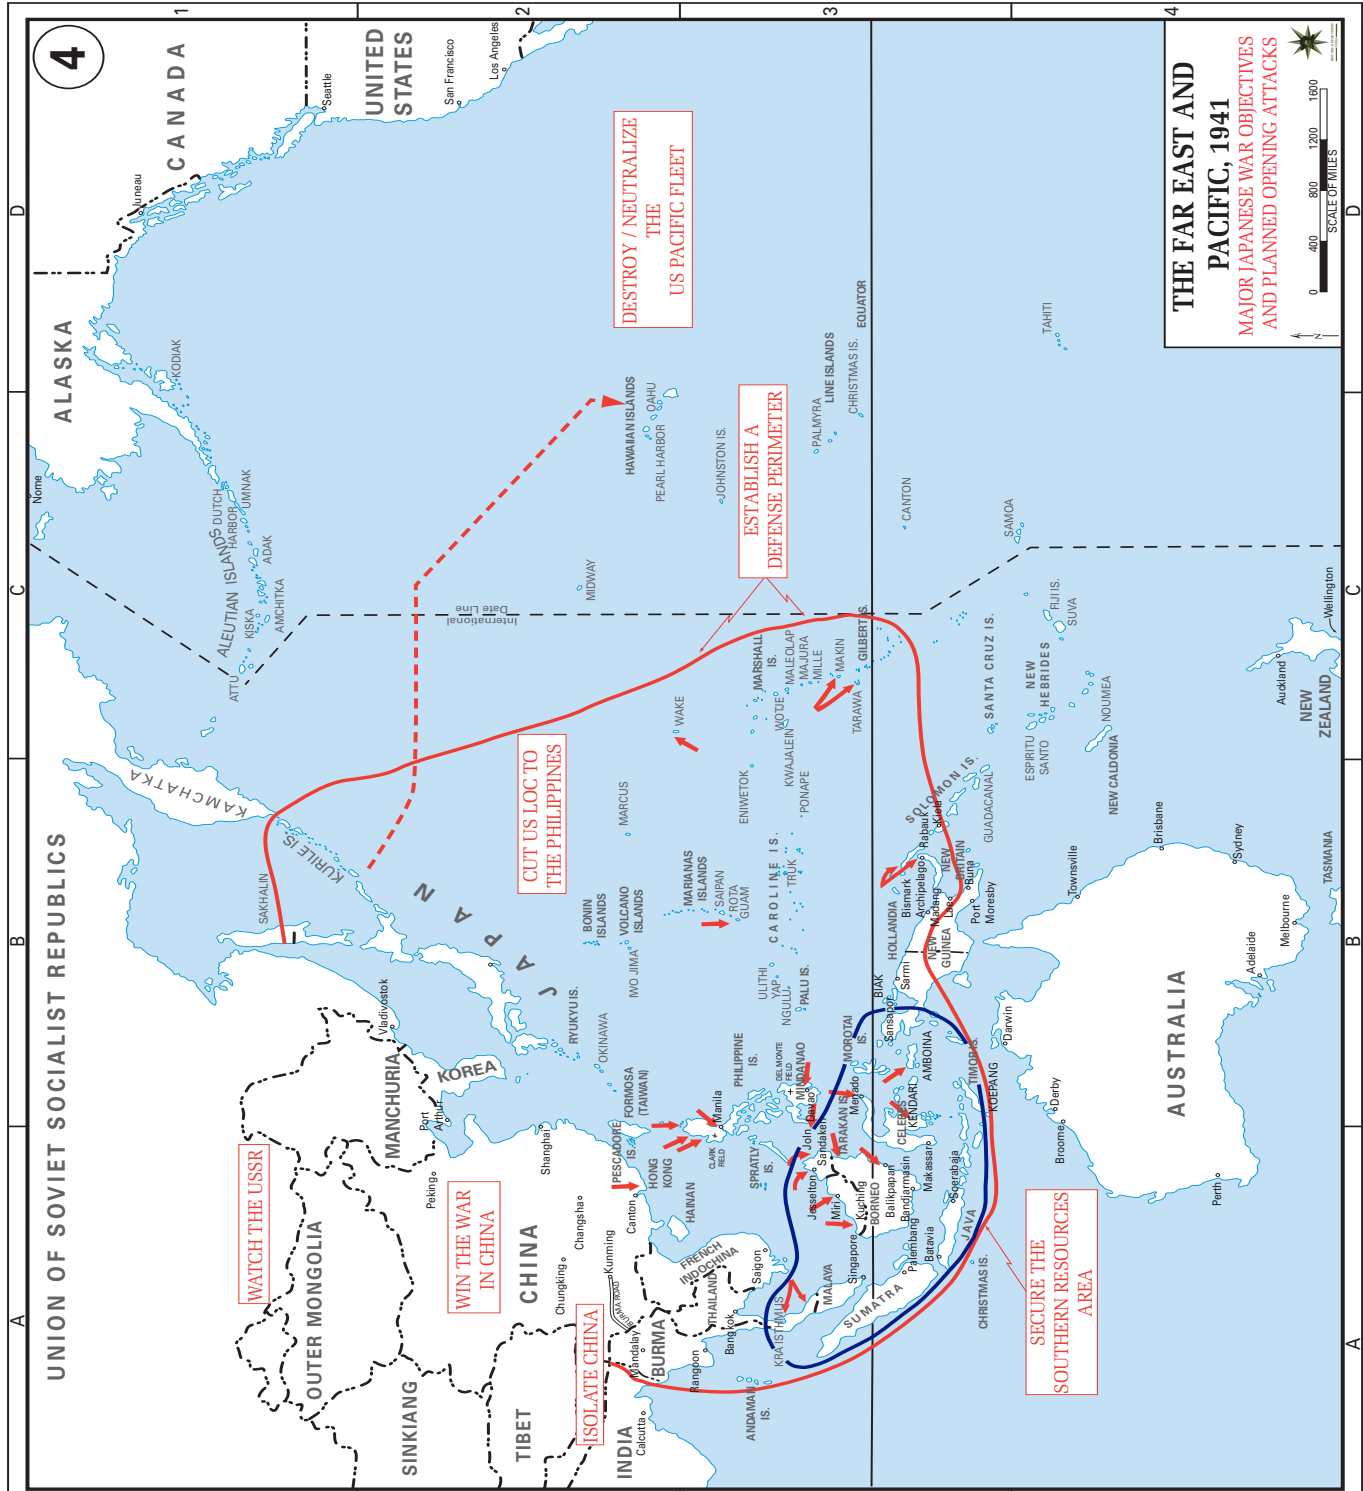 4
1
2
3
4
A
B
C
D
A
B
C
D
UNION OF SOVIET SOCIALIST REPUBLICS
WATCH THE USSR
OUTER MONGOLIA
SINKIANG
TIBET
MANCHURIA
Vladivostok
KOREA
Port
Arthur
Peking
WIN THE WAR
IN CHINA
CHINA
Shanghai
Changsha
Chungking
Kunming
BURMA ROAD
Canton
ISOLATE CHINA
INDIA
Calcutta
Mandalay
BURMA
Rangoon
THAILAND
Bangkok
FRENCH
INDOCHINA
Saigon
HAINAN
HONG
KONG
PESCADORE
IS.
FORMOSA
(TAIWAN)
ANDAMAN
IS.
KRA ISTHMUS
MALAYA
Singapore
SUMATRA
Palembang
Batavia
JAVA
Soerabaja
CHRISTMAS IS.
SECURE THE
SOUTHERN RESOURCES
AREA
SPRATLY
IS.
CLARK
FIELD
Manila
PHILIPPINE
IS.
DEL MONTE
FIELD
MINDANAO
Davao
Join
Sandaken
Jesselton
Miri
Kuching
BORNEO
Balikpapan
Bandjarmasin
Makassar
TARAKAN IS.
Menado
CELEBES
KENDARI
AMBOINA
MOROTAI
IS.
TIMOR IS.
KOEPANG
SAKHALIN
KURILE IS.
KAMCHATKA
JAPAN
RYUKYU IS.
OKINAWA
BONIN
ISLANDS
VOLCANO
ISLANDS
IWO JIMA
MARCUS
MARIANAS
ISLANDS
SAIPAN
ROTA
GUAM
ULITHI
YAP
NGULU
PALU IS.
CAROLINE IS.
TRUK
PONAPE
ENIWETOK
KWAJALEIN
WOTJE
MARSHALL
IS.
MALEOLAP
MAJURA
MILLE
MAKIN
TARAWA
GILBERT IS.
WAKE
MIDWAY
CUT US LOC TO
THE PHILIPPINES
ESTABLISH A
DEFENSE PERIMETER
International
Date Line
BIAK
Sansapor
Sarmi
HOLLANDIA
NEW
GUINEA
Bismark
Archipelago
Madang
Lae
Rabaul
Kieta
NEW
BRITAIN
Buna
Port
Moresby
SOLOMON IS.
GUADACANAL
SANTA CRUZ IS.
NEW
HEBRIDES
ESPIRITU
SANTO
NOUMEA
NEW CALDONIA
FIJI IS.
SUVA
SAMOA
CANTON
TAHITI
Darwin
Derby
Broome
Perth
AUSTRALIA
Adelaide
Melbourne
Sydney
Brisbane
Townsville
TASMANIA
NEW
ZEALAND
Auckland
Wellington
ALEUTIAN ISLANDS
ATTU
KISKA
AMCHITKA
ADAK
DUTCH
HARBOR
UMNAK
Nome
ALASKA
KODIAK
Juneau
CANADA
Seattle
UNITED
STATES
San Francisco
Los Angeles
DESTROY / NEUTRALIZE
THE
US PACIFIC FLEET
HAWAIIAN ISLANDS
OAHU
PEARL HARBOR
JOHNSTON IS.
PALMYRA
LINE ISLANDS
CHRISTMAS IS.
EQUATOR
THE FAR EAST AND
PACIFIC, 1941
MAJOR JAPANESE WAR OBJECTIVES
AND PLANNED OPENING ATTACKS
N
0 400 800 1200 1600
SCALE OF MILES